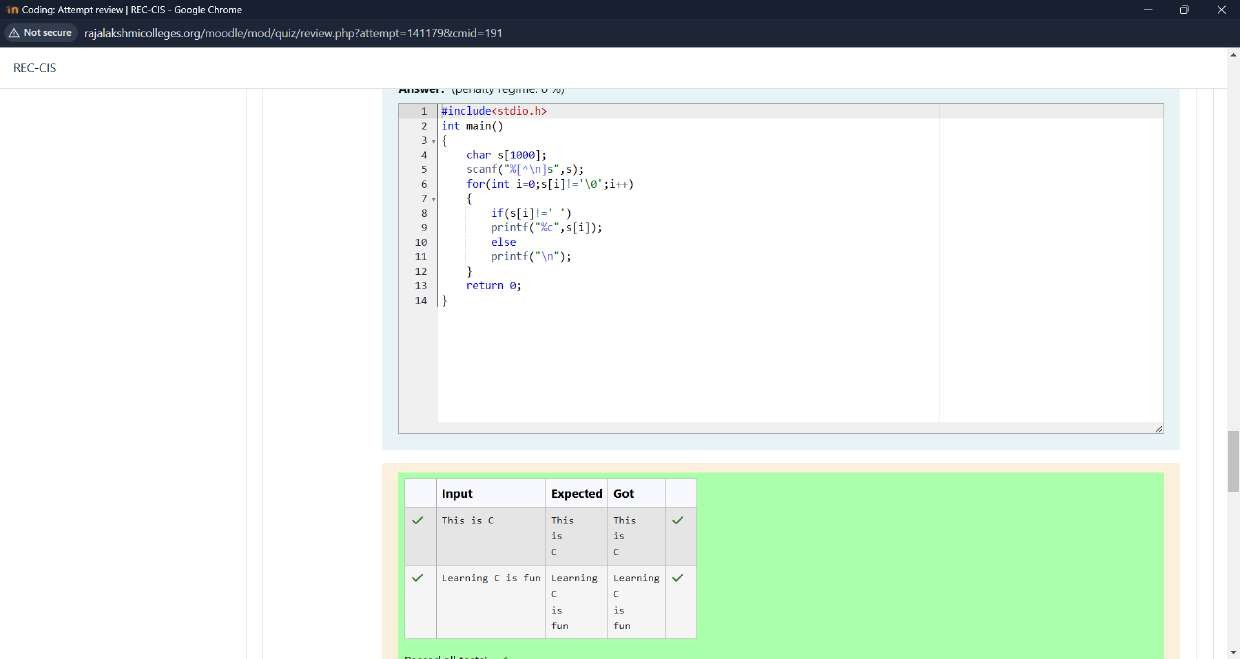 Coding: Attempt review | REC-CIS - Google Chrome
Not secure rajalakshmicolleges.org/moodle/mod/quiz/review.php?attempt=141179&cmid=191
REC-CIS
Answer: (penalty regime: 0 %)
1 #include<stdio.h>
2 int main()
3 {
4 char s[1000];
5 scanf("%[^\n]s",s);
6 for(int i=0;s[i]!='\0';i++)
7 {
8 if(s[i]!=' ')
9 printf("%c",s[i]);
10 else
11 printf("\n");
12 }
13 return 0;
14 }
Input Expected Got
This is C This This
is is
C C
Learning C is fun Learning Learning
C C
is is
fun fun
Passed all tests!